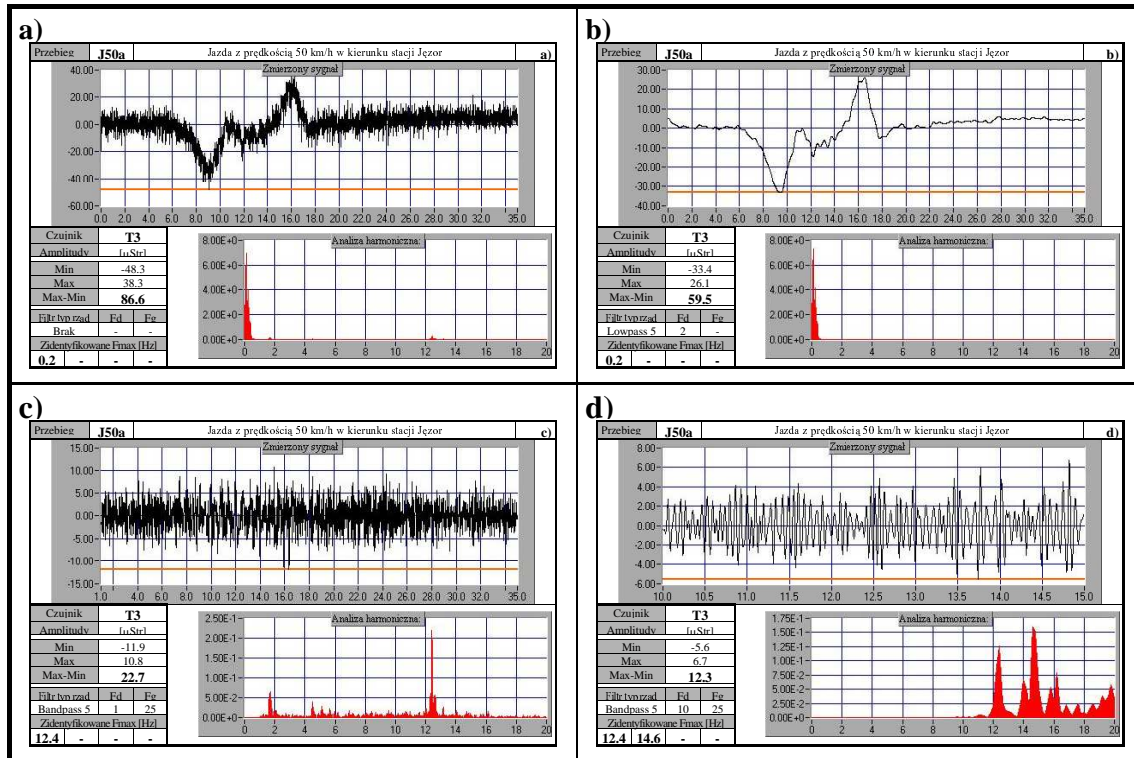 a)
Przebieg J50a Jazda z prędkością 50 km/h w kierunku stacji Jęzor a)
Zmierzony sygnał
40.00
20.00
0.00
-20.00
-40.00
-60.00
0.0 2.0 4.0 6.0 8.0 10.0 12.0 14.0 16.0 18.0 20.0 22.0 24.0 26.0 28.0 30.0 32.0 35.0
Czujnik T3
Amplitudy [uStr]
Min -48.3
Max 38.3
Max-Min 86.6
Filtr typ rząd Fd Fg
Brak - -
Zidentyfikowane Fmax [Hz]
0.2 - - -
Analiza harmoniczna:
8.00E+0
6.00E+0
4.00E+0
2.00E+0
0.00E+0
0 2 4 6 8 10 12 14 16 18 20
b)
Przebieg J50a Jazda z prędkością 50 km/h w kierunku stacji Jęzor b)
Zmierzony sygnał
30.00
20.00
10.00
0.00
-10.00
-20.00
-30.00
-40.00
0.0 2.0 4.0 6.0 8.0 10.0 12.0 14.0 16.0 18.0 20.0 22.0 24.0 26.0 28.0 30.0 32.0 35.0
Czujnik T3
Amplitudy [uStr]
Min -33.4
Max 26.1
Max-Min 59.5
Filtr typ rząd Fd Fg
Lowpass 5 2 -
Zidentyfikowane Fmax [Hz]
0.2 - - -
Analiza harmoniczna:
8.00E+0
6.00E+0
4.00E+0
2.00E+0
0.00E+0
0 2 4 6 8 10 12 14 16 18 20
c)
Przebieg J50a Jazda z prędkością 50 km/h w kierunku stacji Jęzor c)
Zmierzony sygnał
15.00
10.00
5.00
0.00
-5.00
-10.00
-15.00
1.0 2.0 4.0 6.0 8.0 10.0 12.0 14.0 16.0 18.0 20.0 22.0 24.0 26.0 28.0 30.0 32.0 35.0
Czujnik T3
Amplitudy [uStr]
Min -11.9
Max 10.8
Max-Min 22.7
Filtr typ rząd Fd Fg
Bandpass 5 1 25
Zidentyfikowane Fmax [Hz]
12.4 - - -
Analiza harmoniczna:
2.50E-1
2.00E-1
1.50E-1
1.00E-1
5.00E-2
0.00E+0
0 2 4 6 8 10 12 14 16 18 20
d)
Przebieg J50a Jazda z prędkością 50 km/h w kierunku stacji Jęzor d)
Zmierzony sygnał
8.00
6.00
4.00
2.00
0.00
-2.00
-4.00
-6.00
10.0 10.5 11.0 11.5 12.0 12.5 13.0 13.5 14.0 14.5 15.0
Czujnik T3
Amplitudy [uStr]
Min -5.6
Max 6.7
Max-Min 12.3
Filtr typ rząd Fd Fg
Bandpass 5 10 25
Zidentyfikowane Fmax [Hz]
12.4 14.6 - -
Analiza harmoniczna:
1.75E-1
1.50E-1
1.25E-1
1.00E-1
7.50E-2
5.00E-2
2.50E-2
0.00E+0
0 2 4 6 8 10 12 14 16 18 20